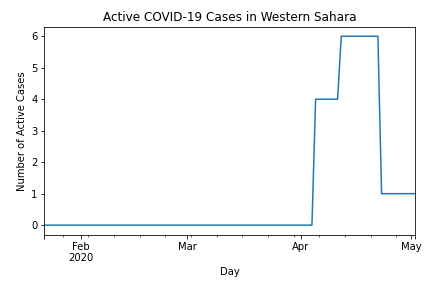 Active COVID-19 Cases in Western Sahara
6
5
4
3
2
1
0
Number of Active Cases
Feb
2020
Mar
Apr
May
Day